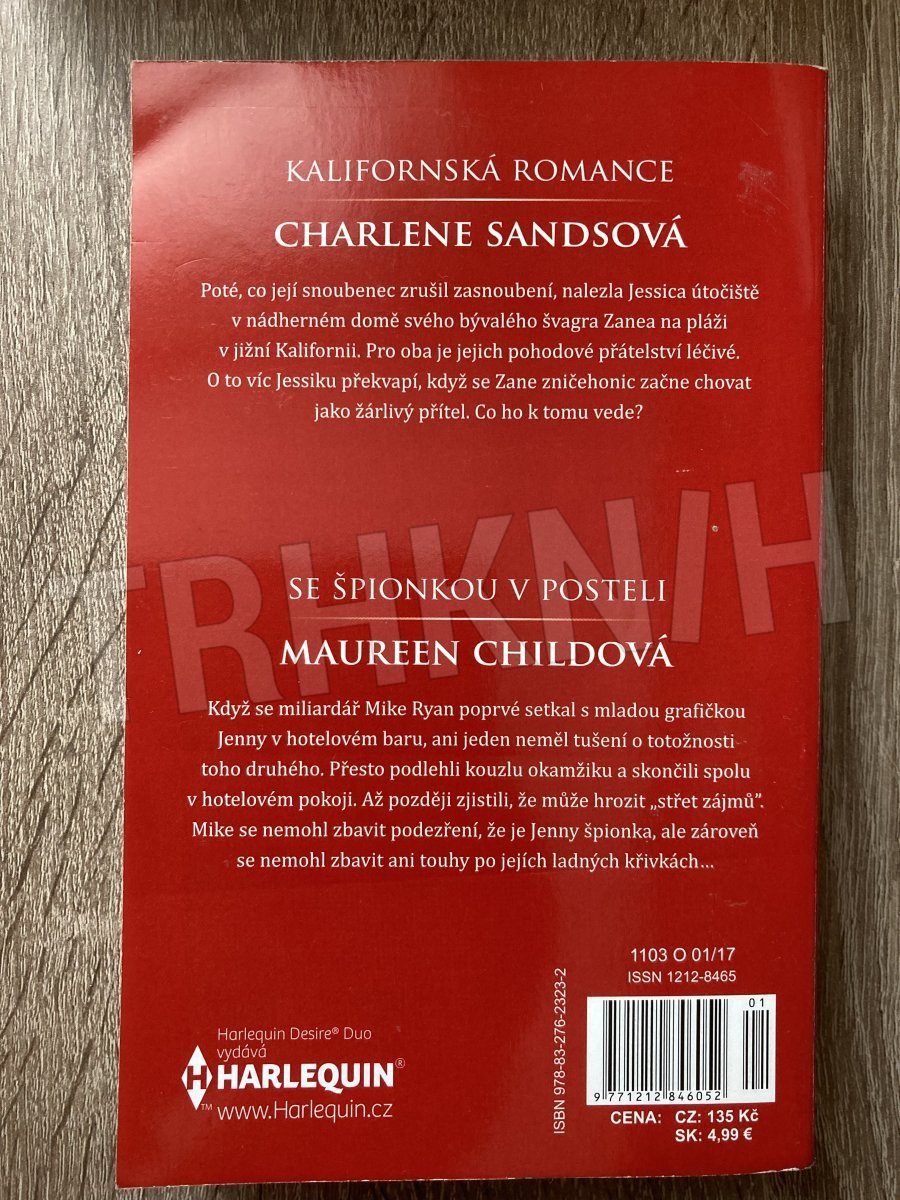 KALIFORNSKÁ ROMANCE
CHARLENE SANDSOVÁ
Poté, co její snoubenec zrušil zasnoubení, nalezla Jessica útočiště
v nádherném domě svého bývalého švagra Zanea na pláži
v jižní Kalifornii. Pro oba je jejich pohodové přátelství léčivé.
O to víc Jessiku překvapí, když se Zane zničehonic začne chovat
jako žárlivý přítel. Co ho k tomu vede?
TRHKNIH
SE ŠPIONKOU V POSTELI
MAUREEN CHILDOVÁ
Když se miliardář Mike Ryan poprvé setkal s mladou grafičkou
Jenny v hotelovém baru, ani jeden neměl tušení o totožnosti
toho druhého. Přesto podlehli kouzlu okamžiku a skončili spolu
v hotelovém pokoji. Až později zjistili, že může hrozit „střet zájmů”.
Mike se nemohl zbavit podezření, že je Jenny špionka, ale zároveň
se nemohl zbavit ani touhy po jejích ladných křivkách…
1103 O 01/17
ISSN 1212-8465
ISBN 978-83-276-2323-2
01
9 771212 846052
CENA: CZ: 135 Kč
SK: 4,99 €
Harlequin Desire® Duo
vydává
H HARLEQUIN®
™ www.Harlequin.cz